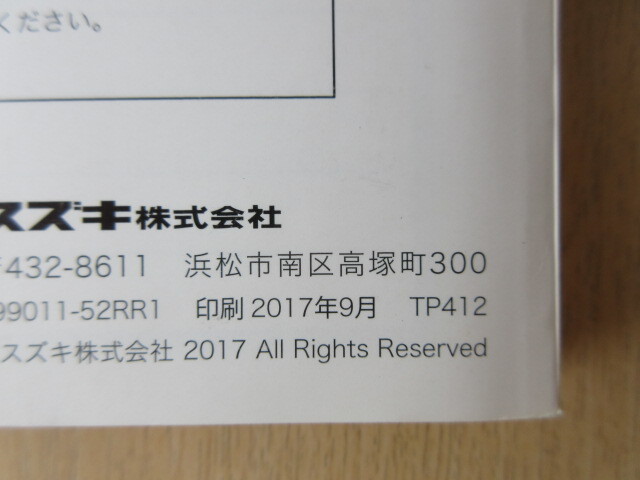 ください。
スズキ株式会社
〒432-8611 浜松市南区高塚町300
99011-52RR1 印刷2017年9月 TP412
スズキ株式会社 2017 All Rights Reserved